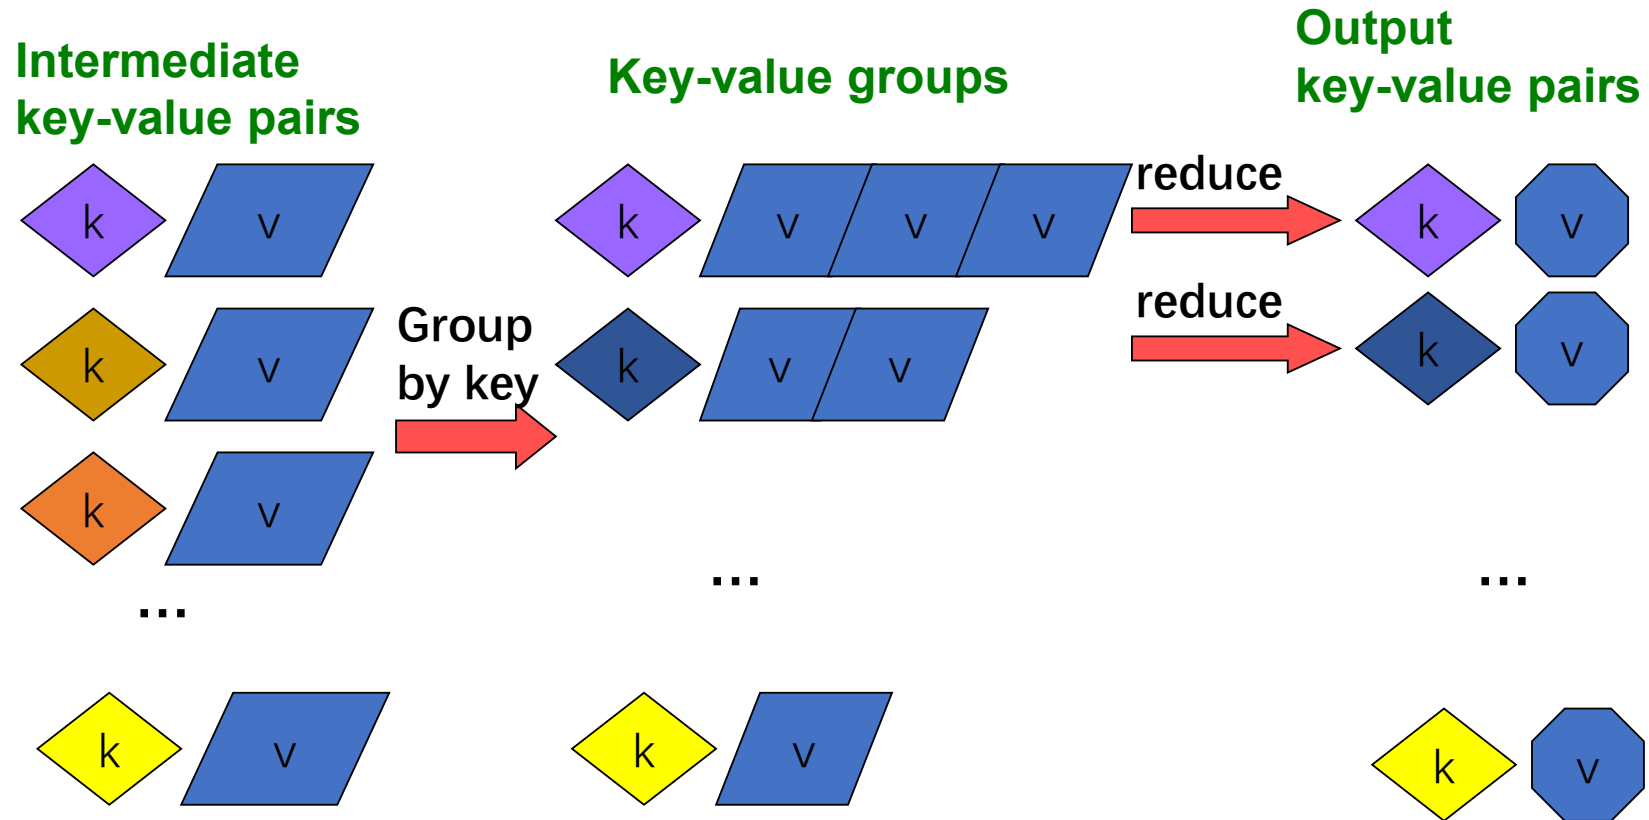 Intermediate
key-value pairs
Key-value groups
Output
key-value pairs
k v
k v v v
reduce
k v
k v
Group
by key
k v v
reduce
k v
k v
...
...
...
k v
k v
k v